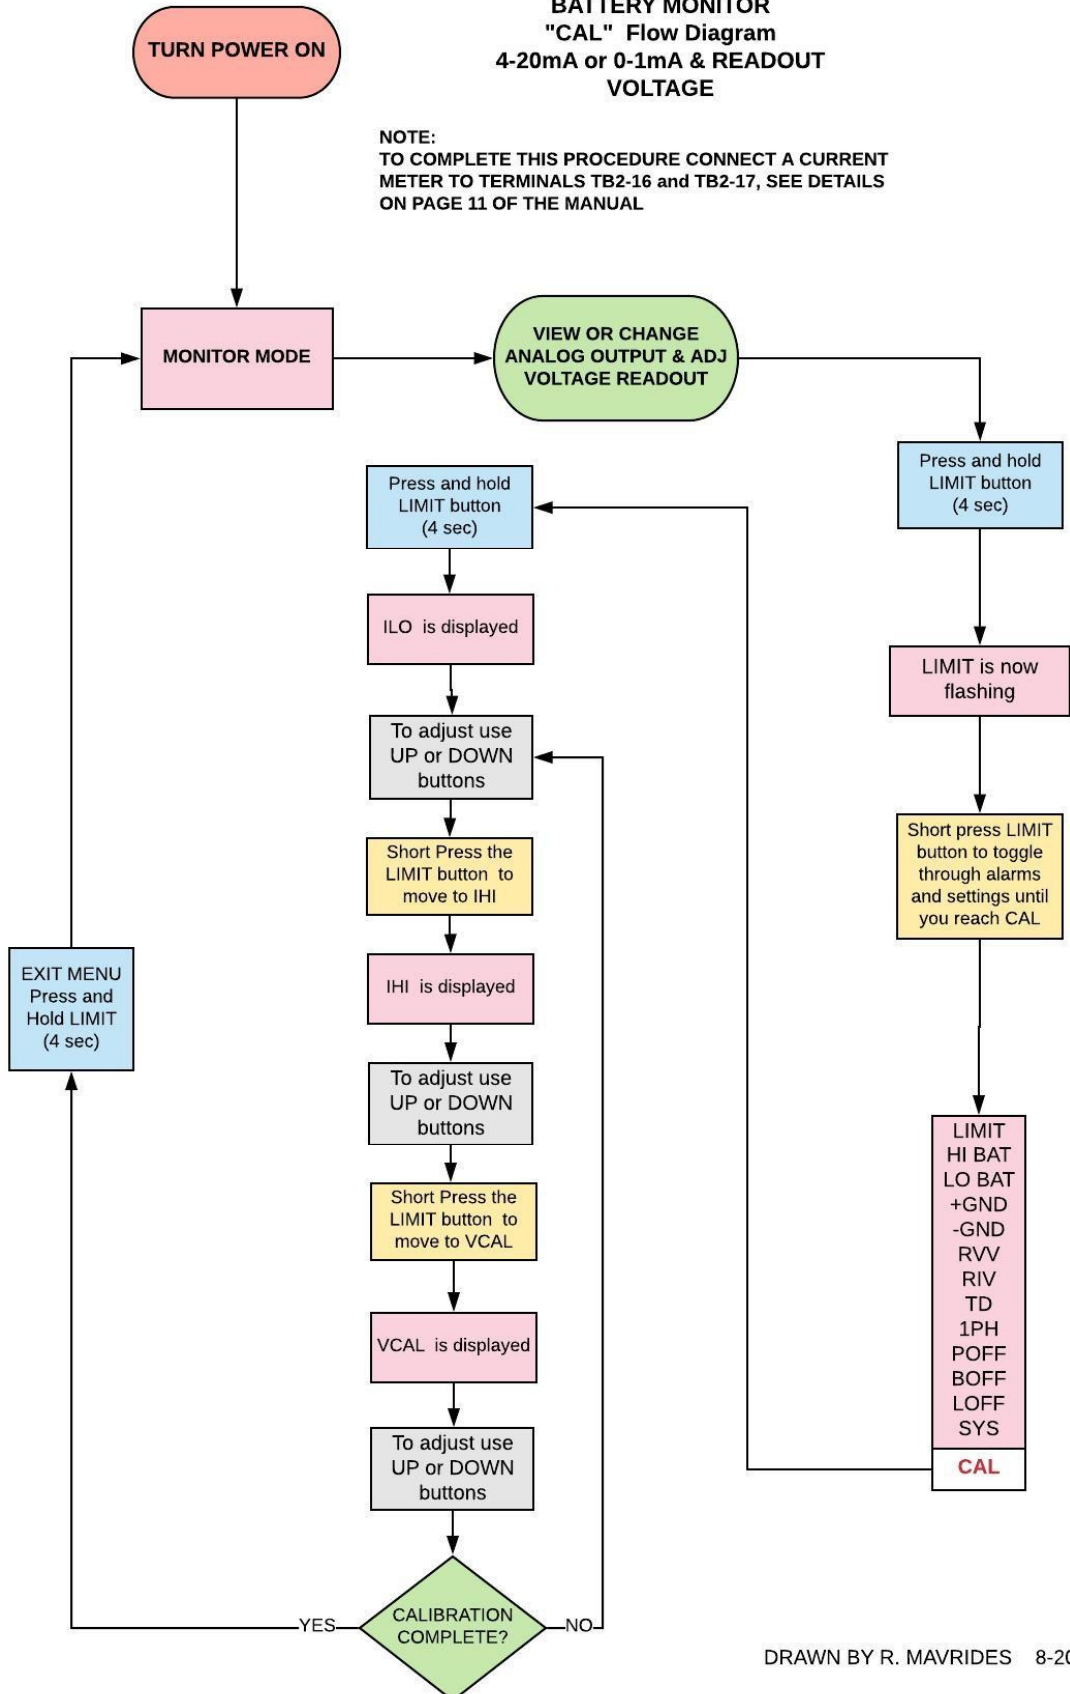 BATTERY MONITOR
"CAL" Flow Diagram
4-20mA or 0-1mA & READOUT
VOLTAGE
TURN POWER ON
NOTE:
TO COMPLETE THIS PROCEDURE CONNECT A CURRENT
METER TO TERMINALS TB2-16 and TB2-17, SEE DETAILS
ON PAGE 11 OF THE MANUAL
MONITOR MODE
VIEW OR CHANGE
ANALOG OUTPUT & ADJ
VOLTAGE READOUT
Press and hold
LIMIT button
(4 sec)
LIMIT is now
flashing
Short press LIMIT
button to toggle
through alarms
and settings until
you reach CAL
LIMIT
HI BAT
LO BAT
+GND
-GND
RVV
RIV
TD
1PH
POFF
BOFF
LOFF
SYS
CAL
Press and hold
LIMIT button
(4 sec)
ILO is displayed
To adjust use
UP or DOWN
buttons
Short Press the
LIMIT button to
move to IHI
IHI is displayed
To adjust use
UP or DOWN
buttons
Short Press the
LIMIT button to
move to VCAL
VCAL is displayed
To adjust use
UP or DOWN
buttons
CALIBRATION
COMPLETE?
YES
NO
EXIT MENU
Press and
Hold LIMIT
(4 sec)
DRAWN BY R. MAVRIDES 8-20